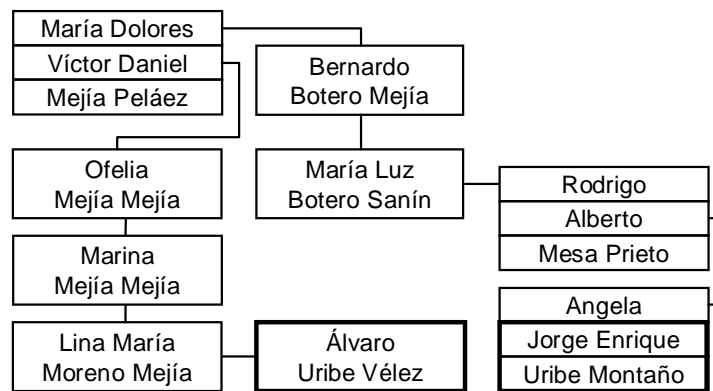 María Dolores
Víctor Daniel
Mejía Peláez
Bernardo
Botero Mejía
Ofelia
Mejía Mejía
María Luz
Botero Sanín
Rodrigo
Alberto
Mesa Prieto
Marina
Mejía Mejía
Lina María
Moreno Mejía
Álvaro
Uribe Vélez
Angela
Jorge Enrique
Uribe Montaño